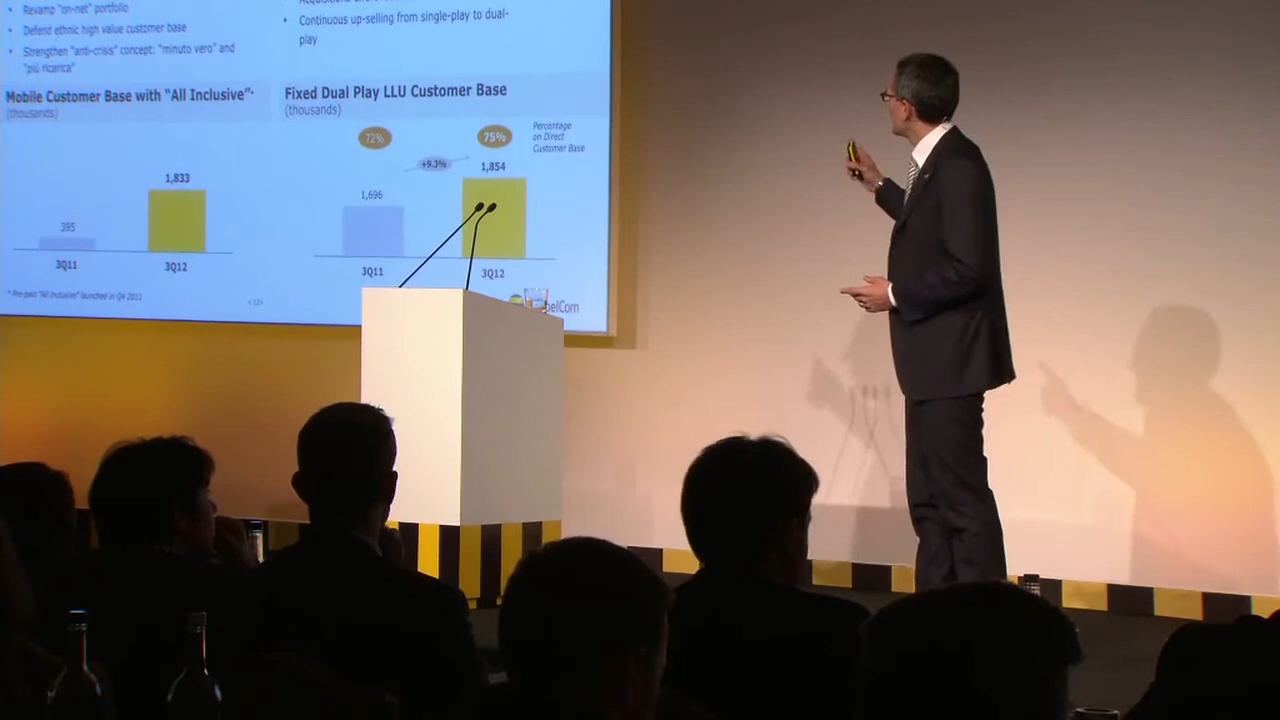 Revamp "on-net" portfolio
Defend ethnic high value customer base
Strengthen "anti-crisis" concept: "minuto vero" and
"più ricarica"
Continuous up-selling from single-play to dual-
play
Mobile Customer Base with "All Inclusive"*
(thousands)
395
1,833
3Q11
3Q12
* Pre-paid "All Inclusive" launched in Q4 2011
Fixed Dual Play LLU Customer Base
(thousands)
72%
75%
Percentage
on Direct
Customer Base
+9.3%
1,696
1,854
3Q11
3Q12
< 12>
pelCom